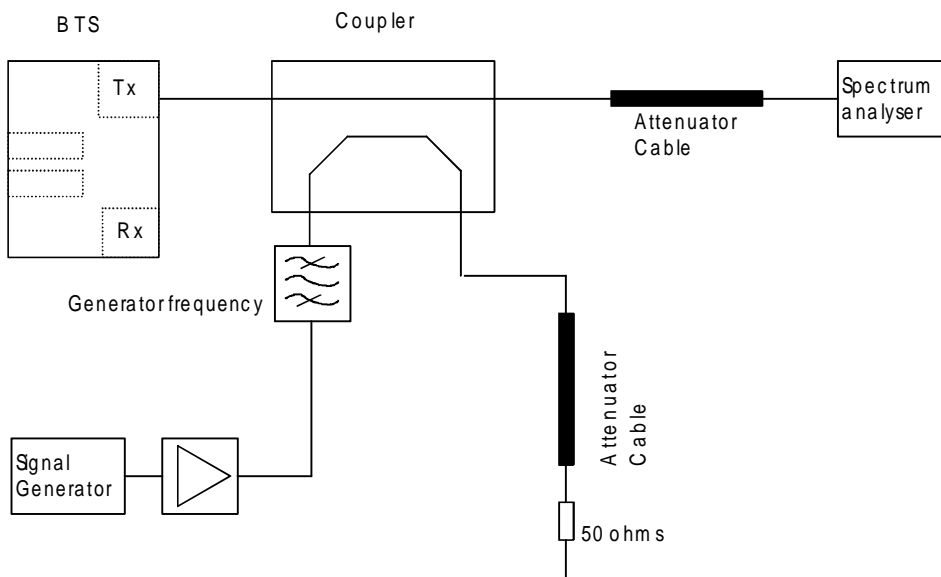 BTS
Coupler
Tx
Spectrum
analyser
Attenuator
Cable
Rx
Generator frequency
Attenuator
Cable
Signal
Generator
50 ohms